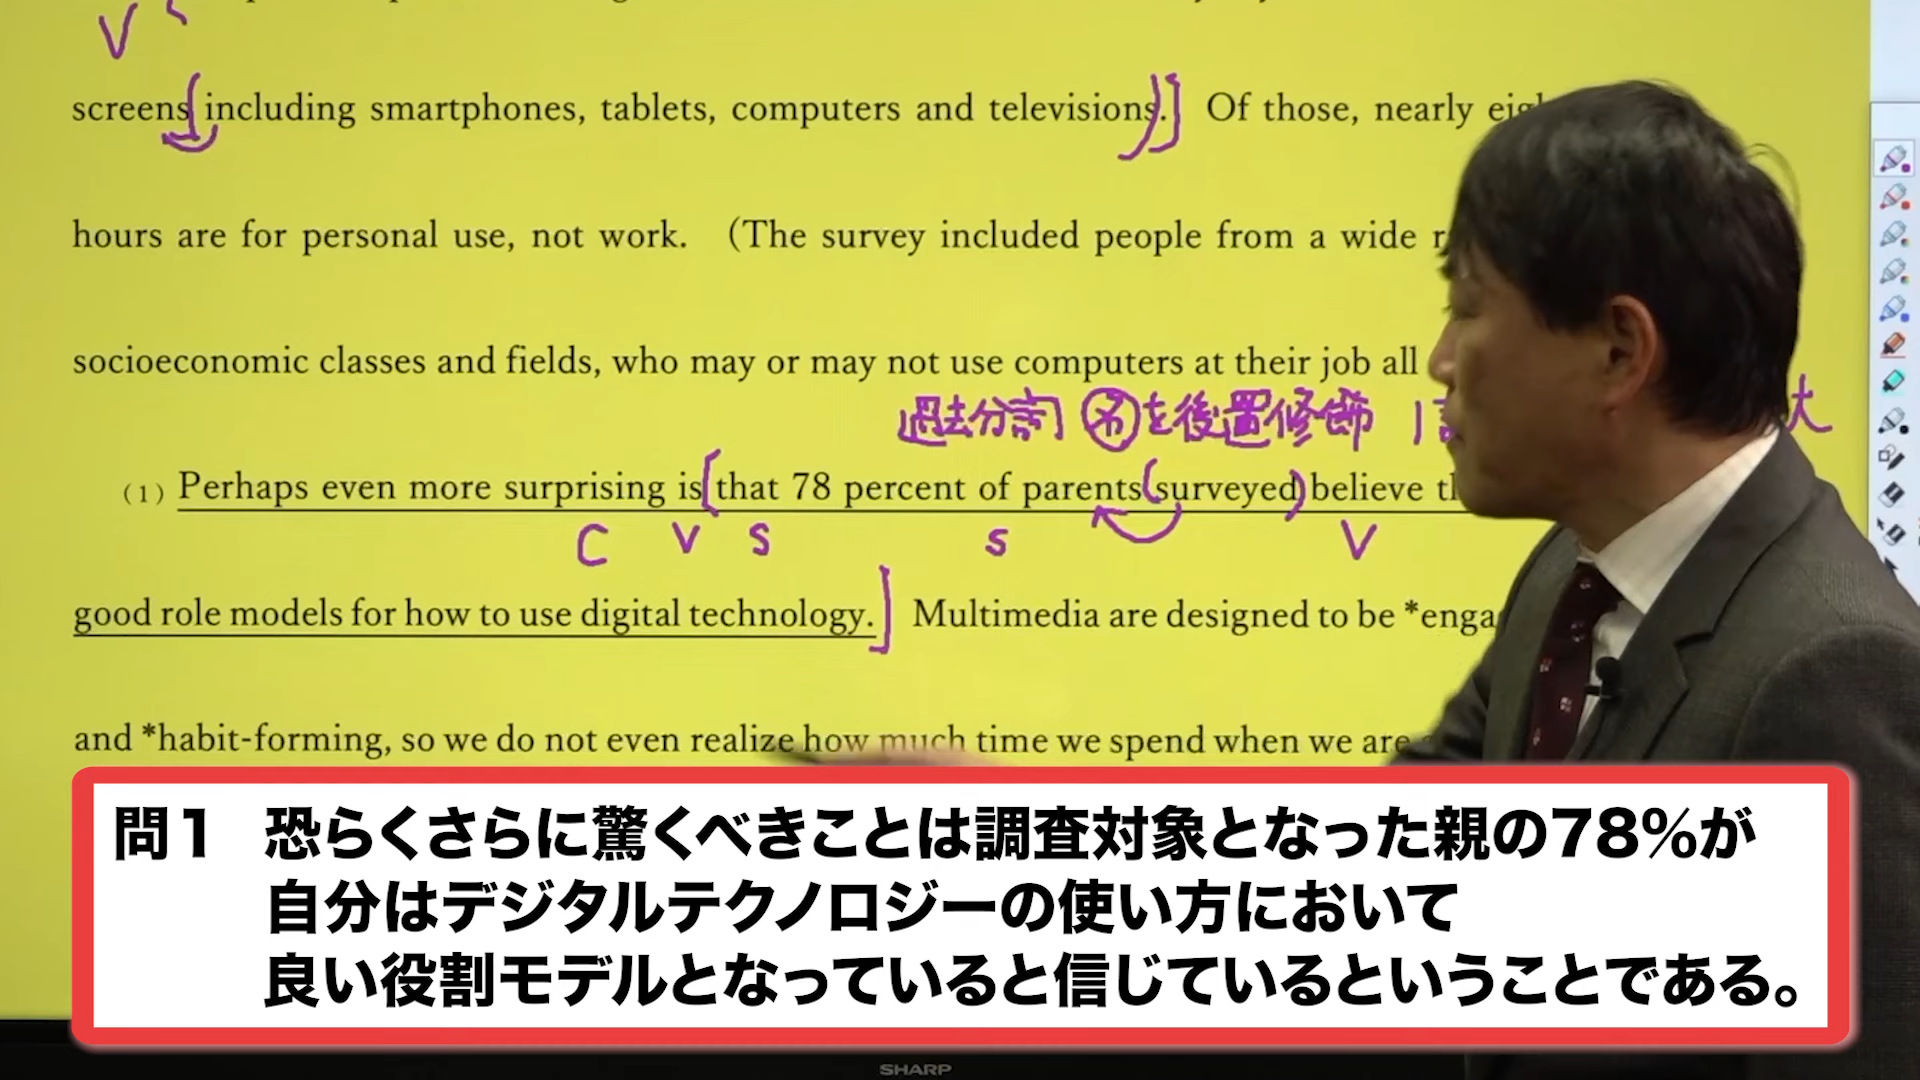 V
screens including smartphones, tablets, computers and televisions. Of those, nearly
hours are for personal use, not work. (The survey included people from a wide
socioeconomic classes and fields, who may or may not use computers at their job all
過去分詞 名を後置修飾
(1) Perhaps even more surprising is that 78 percent of parents surveyed believe
C V S S V
good role models for how to use digital technology. Multimedia are designed to be
and *habit-forming, so we do not even realize how much time we spend when we are
問1 恐らくさらに驚くべきことは調査対象となった親の78%が
自分はデジタルテクノロジーの使い方において
良い役割モデルとなっていると信じているということである。
SHARP